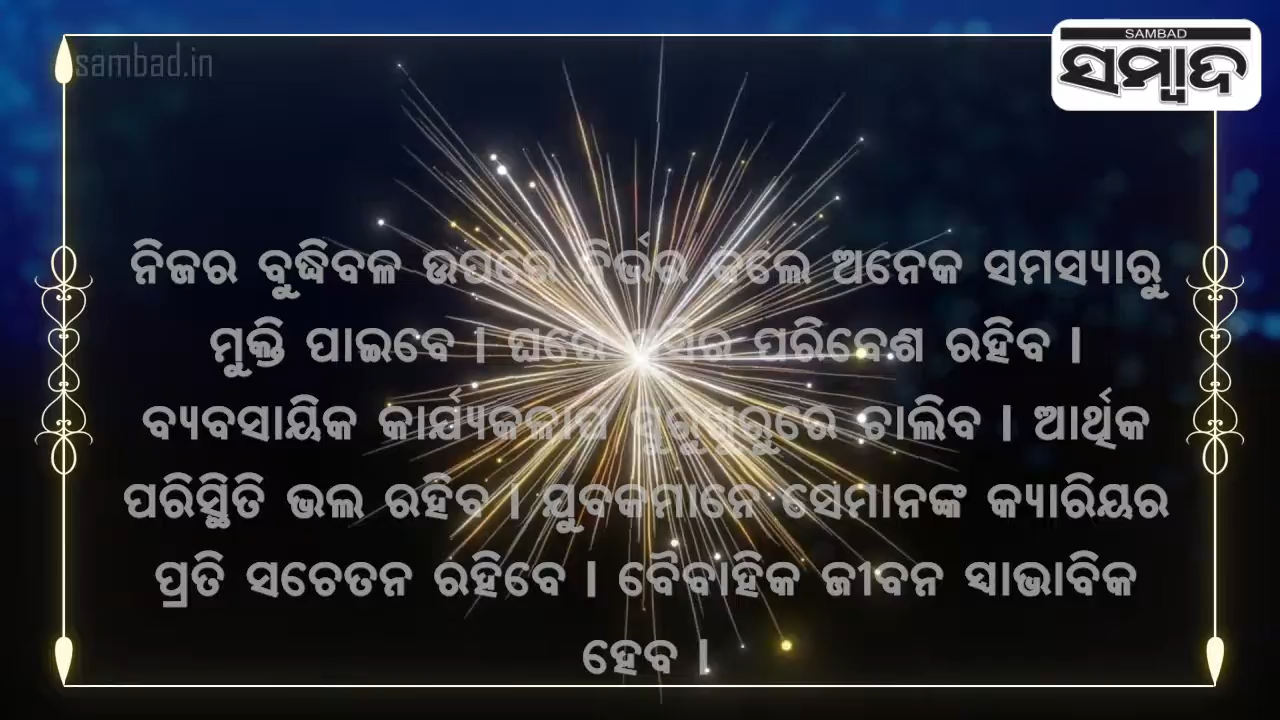 sambad.in
SAMBAD
ସମ୍ବାଦ
ନିଜର ବୁଦ୍ଧିବଳ ଉପରେ ନିର୍ଭର କଲେ ଅନେକ ସମସ୍ୟାରୁ
ମୁକ୍ତି ପାଇବେ । ଘରେ ପରିବେଶ ରହିବ ।
ବ୍ୟବସାୟିକ କାର୍ଯ୍ୟକଳାପ ସୁରୁଖୁରୁରେ ଚାଲିବ । ଆର୍ଥିକ
ପରିସ୍ଥିତି ଭଲ ରହିବ । ଯୁବକମାନେ ସେମାନଙ୍କ କ୍ୟାରିୟର
ପ୍ରତି ସଚେତନ ରହିବେ । ବୈବାହିକ ଜୀବନ ସ୍ୱାଭାବିକ
ହେବ ।